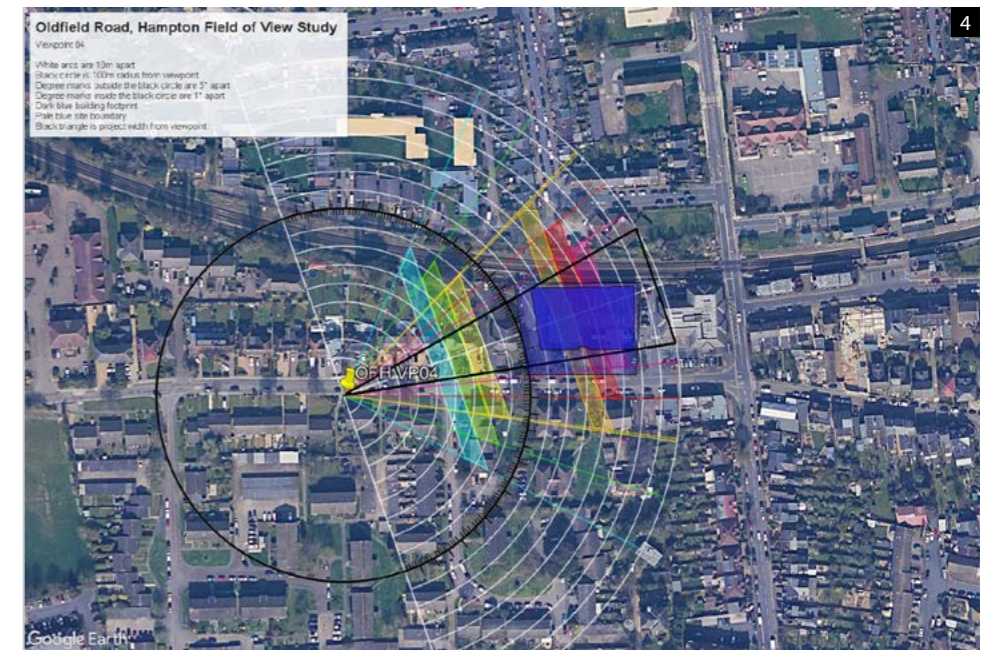 4
Oldfield Road, Hampton Field of View Study
Viewpoint 04
White arcs are 10m apart
Black circle is 100m radius from viewpoint
Degree marks outside the black circle are 5° apart
Degree marks inside the black circle are 1° apart
Dark blue building footprint
Pale blue site boundary
Black triangle is project width from viewpoint
OFH VP04
Google Earth